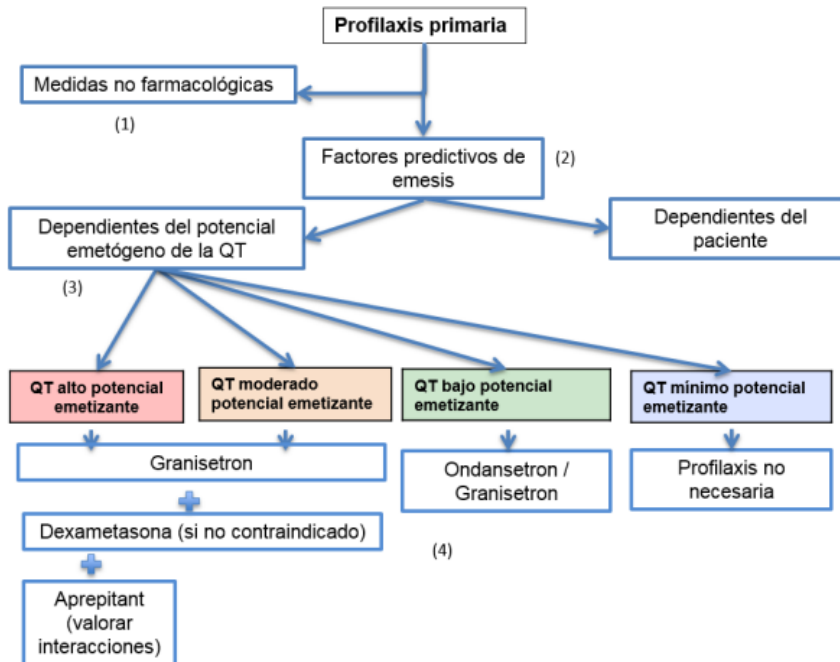 Profilaxis primaria
Medidas no farmacológicas
(1)
Factores predictivos de
emesis
(2)
Dependientes del potencial
emetógeno de la QT
(3)
Dependientes del
paciente
QT alto potencial
emetizante
QT moderado
potencial emetizante
QT bajo potencial
emetizante
QT mínimo potencial
emetizante
Granisetron
Ondansetron /
Granisetron
Profilaxis no
necesaria
Dexametasona (si no contraindicado)
(4)
Aprepitant
(valorar
interacciones)